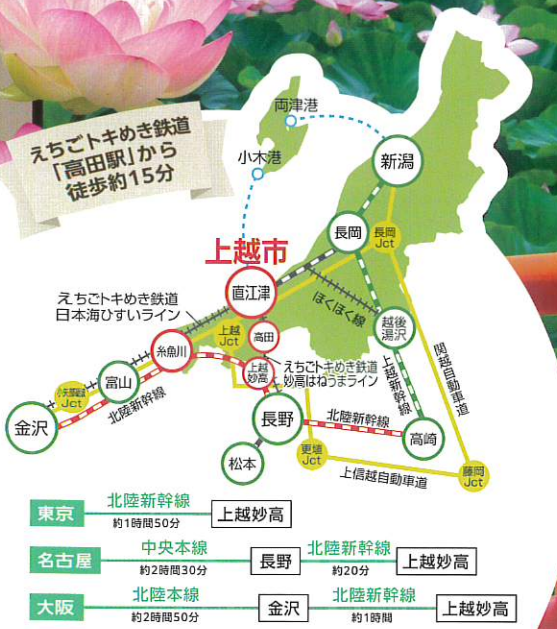 えちごトキめき鉄道
「高田駅」から
徒歩約15分
両津港
小木港
新潟
長岡
長岡
Jct
上越市
直江津
ほくほく線
えちごトキめき鉄道
日本海ひすいライン
上越
Jct
高田
越後
湯沢
糸魚川
上越
妙高
えちごトキめき鉄道
妙高はねうまライン
上越新幹線
関越自動車道
小矢部砺波
Jct
富山
北陸新幹線
金沢
長野
北陸新幹線
高崎
松本
更埴
Jct
上信越自動車道
藤岡
Jct
東京
北陸新幹線
約1時間50分
上越妙高
名古屋
中央本線
約2時間30分
長野
北陸新幹線
約20分
上越妙高
大阪
北陸本線
約2時間50分
金沢
北陸新幹線
約1時間
上越妙高